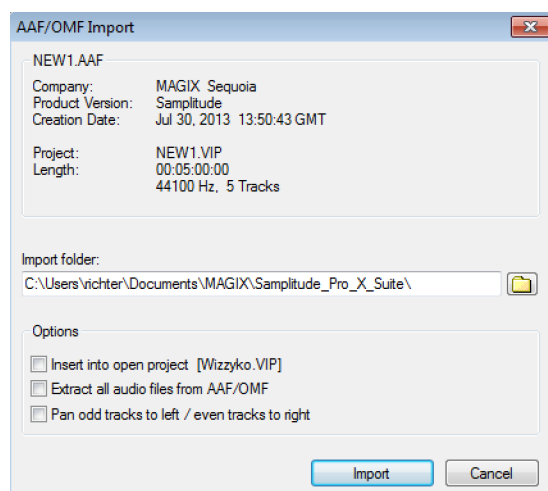 AAF/OMF Import
NEW1.AAF
Company: MAGIX Sequoia
Product Version: Samplitude
Creation Date: Jul 30, 2013 13:50:43 GMT
Project: NEW1.VIP
Length: 00:05:00:00
44100 Hz, 5 Tracks
Import folder:
C:\Users\richter\Documents\MAGIX\Samplitude_Pro_X_Suite\
Options
Insert into open project [Wizzyko.VIP]
Extract all audio files from AAF/OMF
Pan odd tracks to left / even tracks to right
Import Cancel